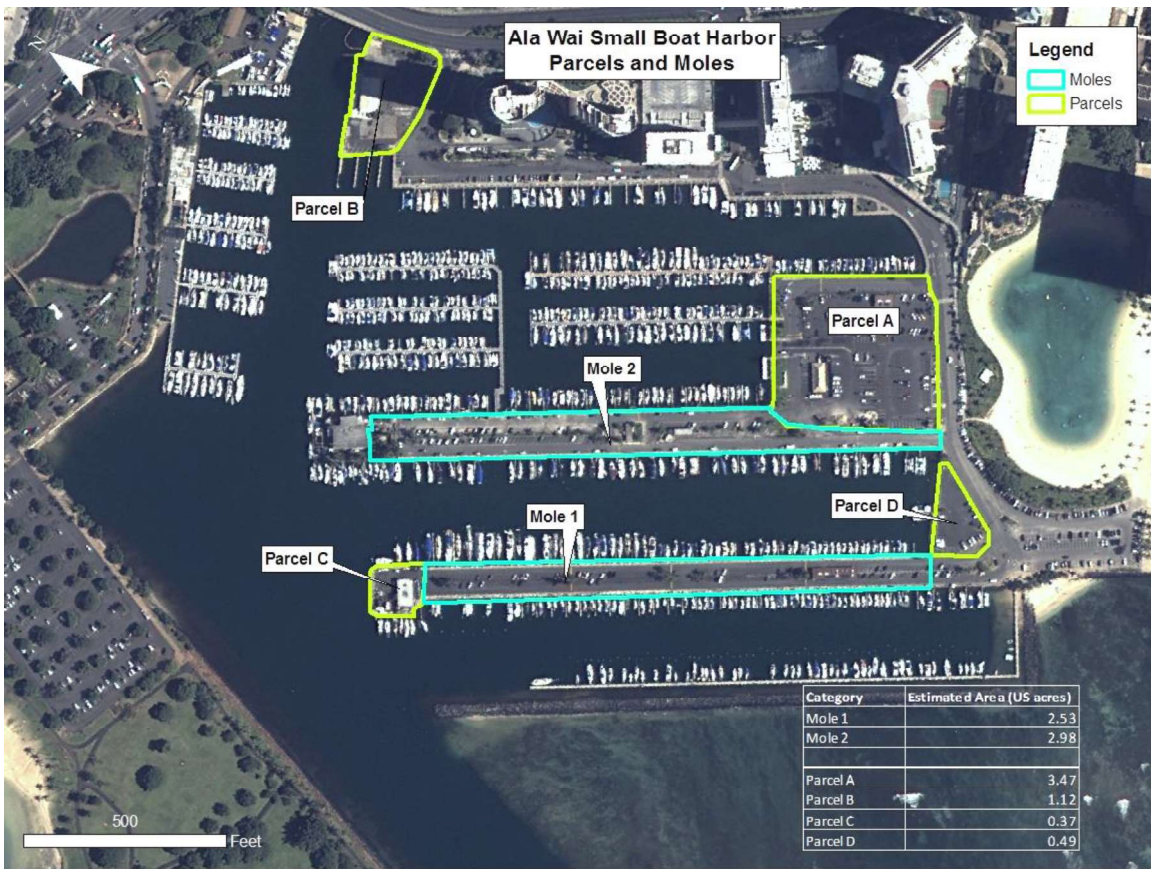 N
Ala Wai Small Boat Harbor
Parcels and Moles
Legend
Moles
Parcels
Parcel B
Parcel A
Mole 2
Parcel D
Mole 1
Parcel C
Category Estimated Area (US acres)
Mole 1 2.53
Mole 2 2.98
Parcel A 3.47
Parcel B 1.12
Parcel C 0.37
Parcel D 0.49
500
Feet